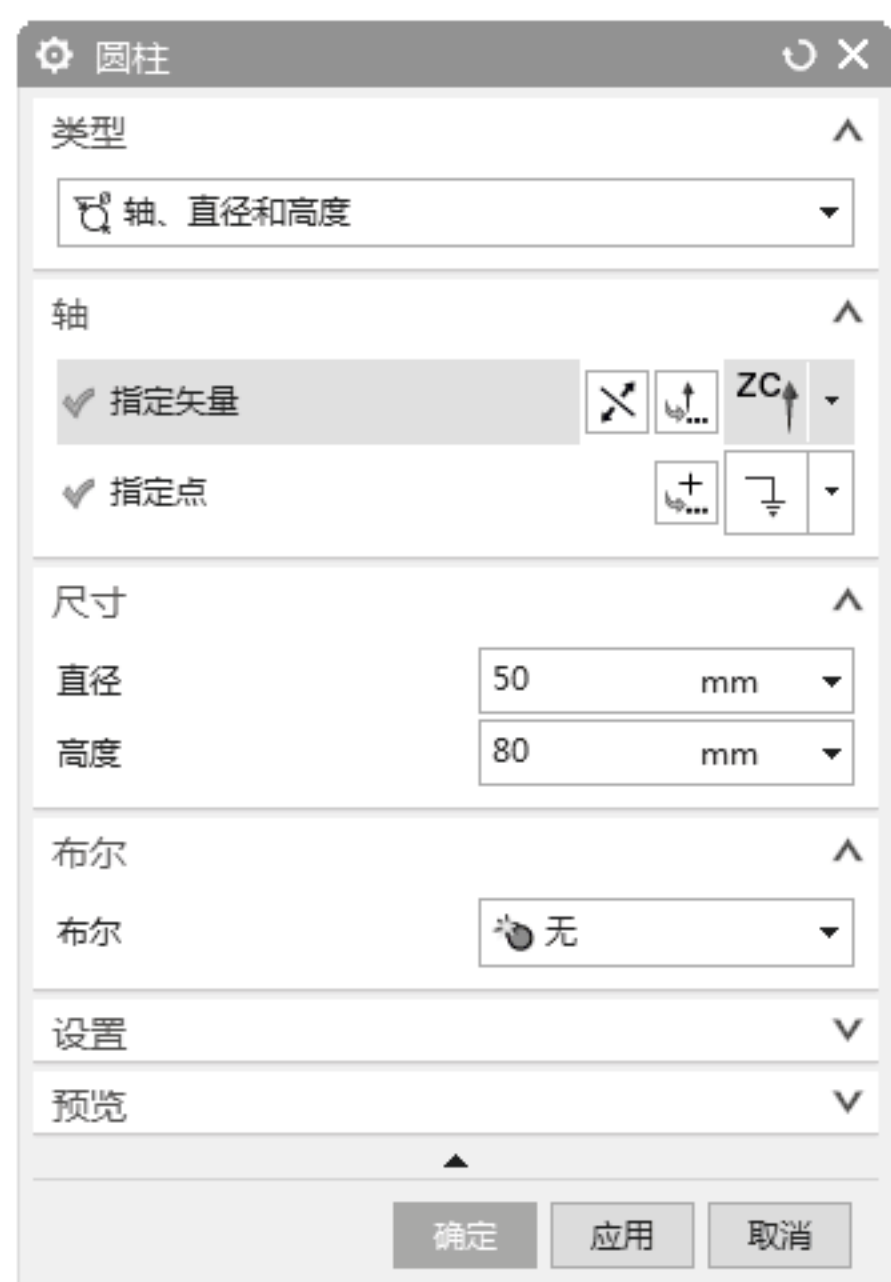 圆柱
类型
轴、直径和高度
轴
指定矢量 ZC
指定点
尺寸
直径 50 mm
高度 80 mm
布尔
布尔 无
设置
预览
确定 应用 取消